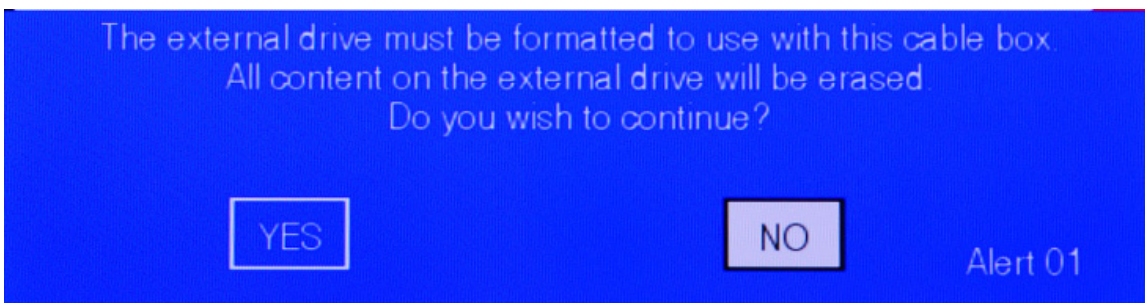 The external drive must be formatted to use with this cable box.
All content on the external drive will be erased.
Do you wish to continue?
YES
NO
Alert 01